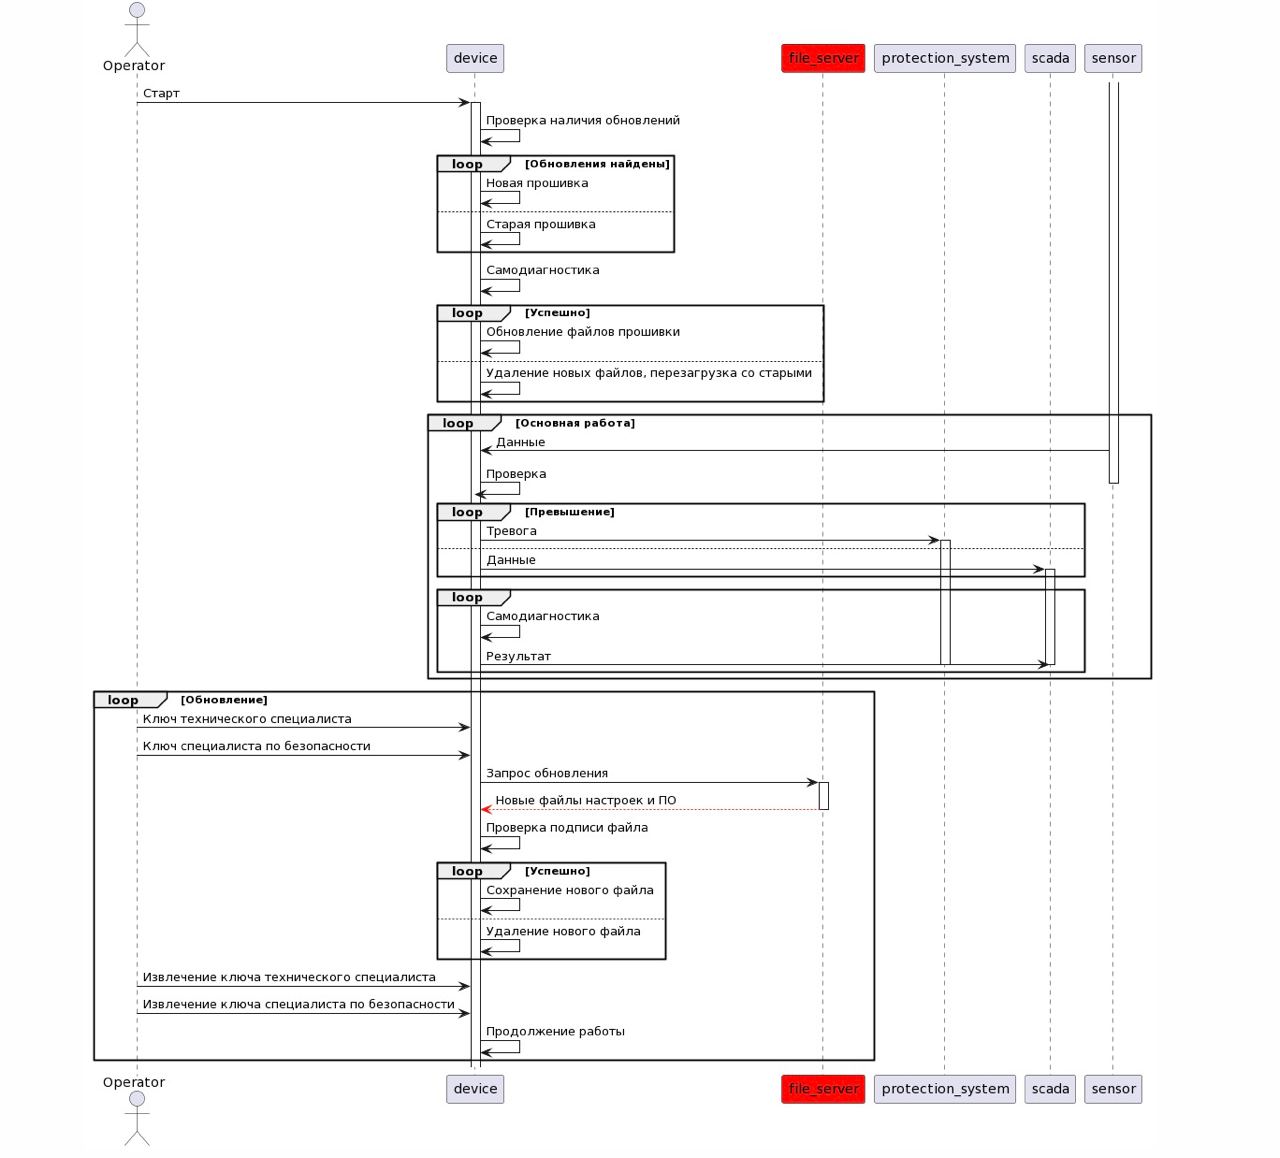 Operator
device
file_server
protection_system
scada
sensor
Старт
Проверка наличия обновлений
loop [Обновления найдены]
Новая прошивка
Старая прошивка
Самодиагностика
loop [Успешно]
Обновление файлов прошивки
Удаление новых файлов, перезагрузка со старыми
loop [Основная работа]
Данные
Проверка
loop [Превышение]
Тревога
Данные
loop
Самодиагностика
Результат
loop [Обновление]
Ключ технического специалиста
Ключ специалиста по безопасности
Запрос обновления
Новые файлы настроек и ПО
Проверка подписи файла
loop [Успешно]
Сохранение нового файла
Удаление нового файла
Извлечение ключа технического специалиста
Извлечение ключа специалиста по безопасности
Продолжение работы
Operator
device
file_server
protection_system
scada
sensor